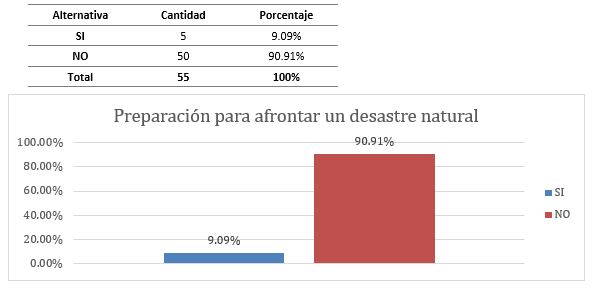 Alternativa Cantidad Porcentaje
SI 5 9.09%
NO 50 90.91%
Total 55 100%
Preparación para afrontar un desastre natural
100.00%
80.00%
60.00%
40.00%
20.00%
0.00%
9.09%
90.91%
SI
NO